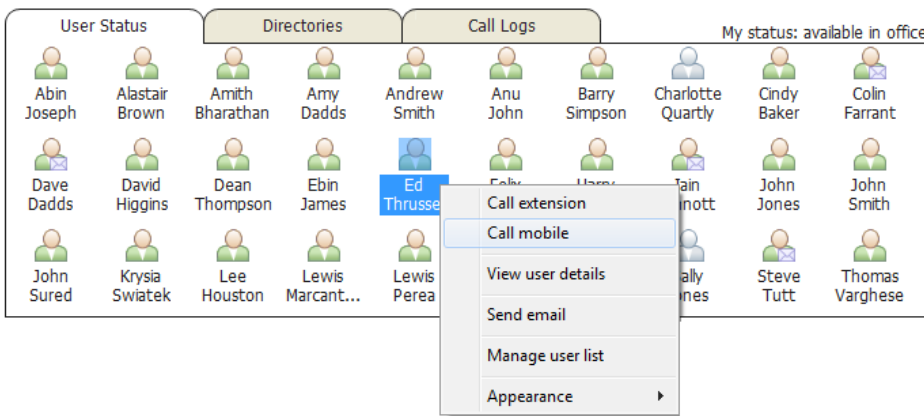 User Status
Directories
Call Logs
My status: available in office
Abin Joseph
Alastair Brown
Amith Bharathan
Amy Dadds
Andrew Smith
Anu John
Barry Simpson
Charlotte Quartly
Cindy Baker
Colin Farrant
Dave Dadds
David Higgins
Dean Thompson
Ebin James
Ed Thrusse
John Jones
John Smith
John Sured
Krysia Swiatek
Lee Houston
Lewis Marcant...
Lewis Perea
Steve Tutt
Thomas Varghese
Call extension
Call mobile
View user details
Send email
Manage user list
Appearance